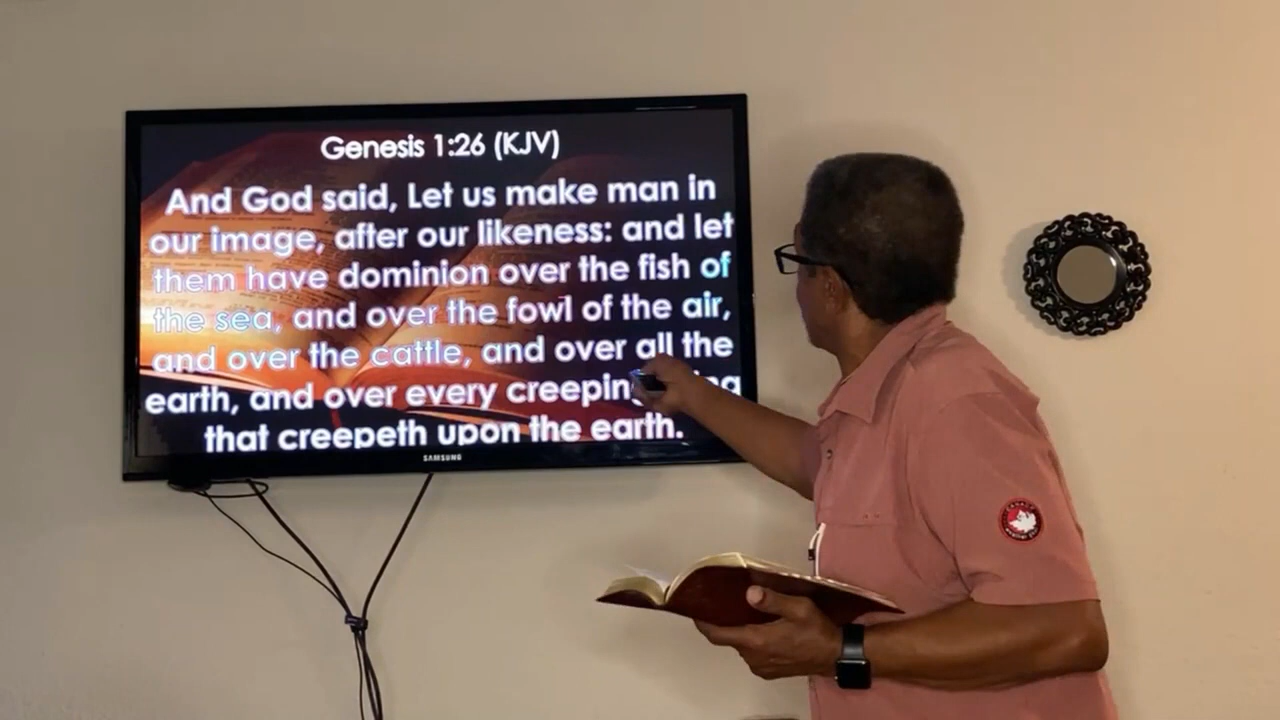 Genesis 1:26 (KJV)
And God said, Let us make man in
our image, after our likeness: and let
them have dominion over the fish of
the sea, and over the fowl of the air,
and over the cattle, and over all the
earth, and over every creeping
that creepeth upon the earth.
SAMSUNG